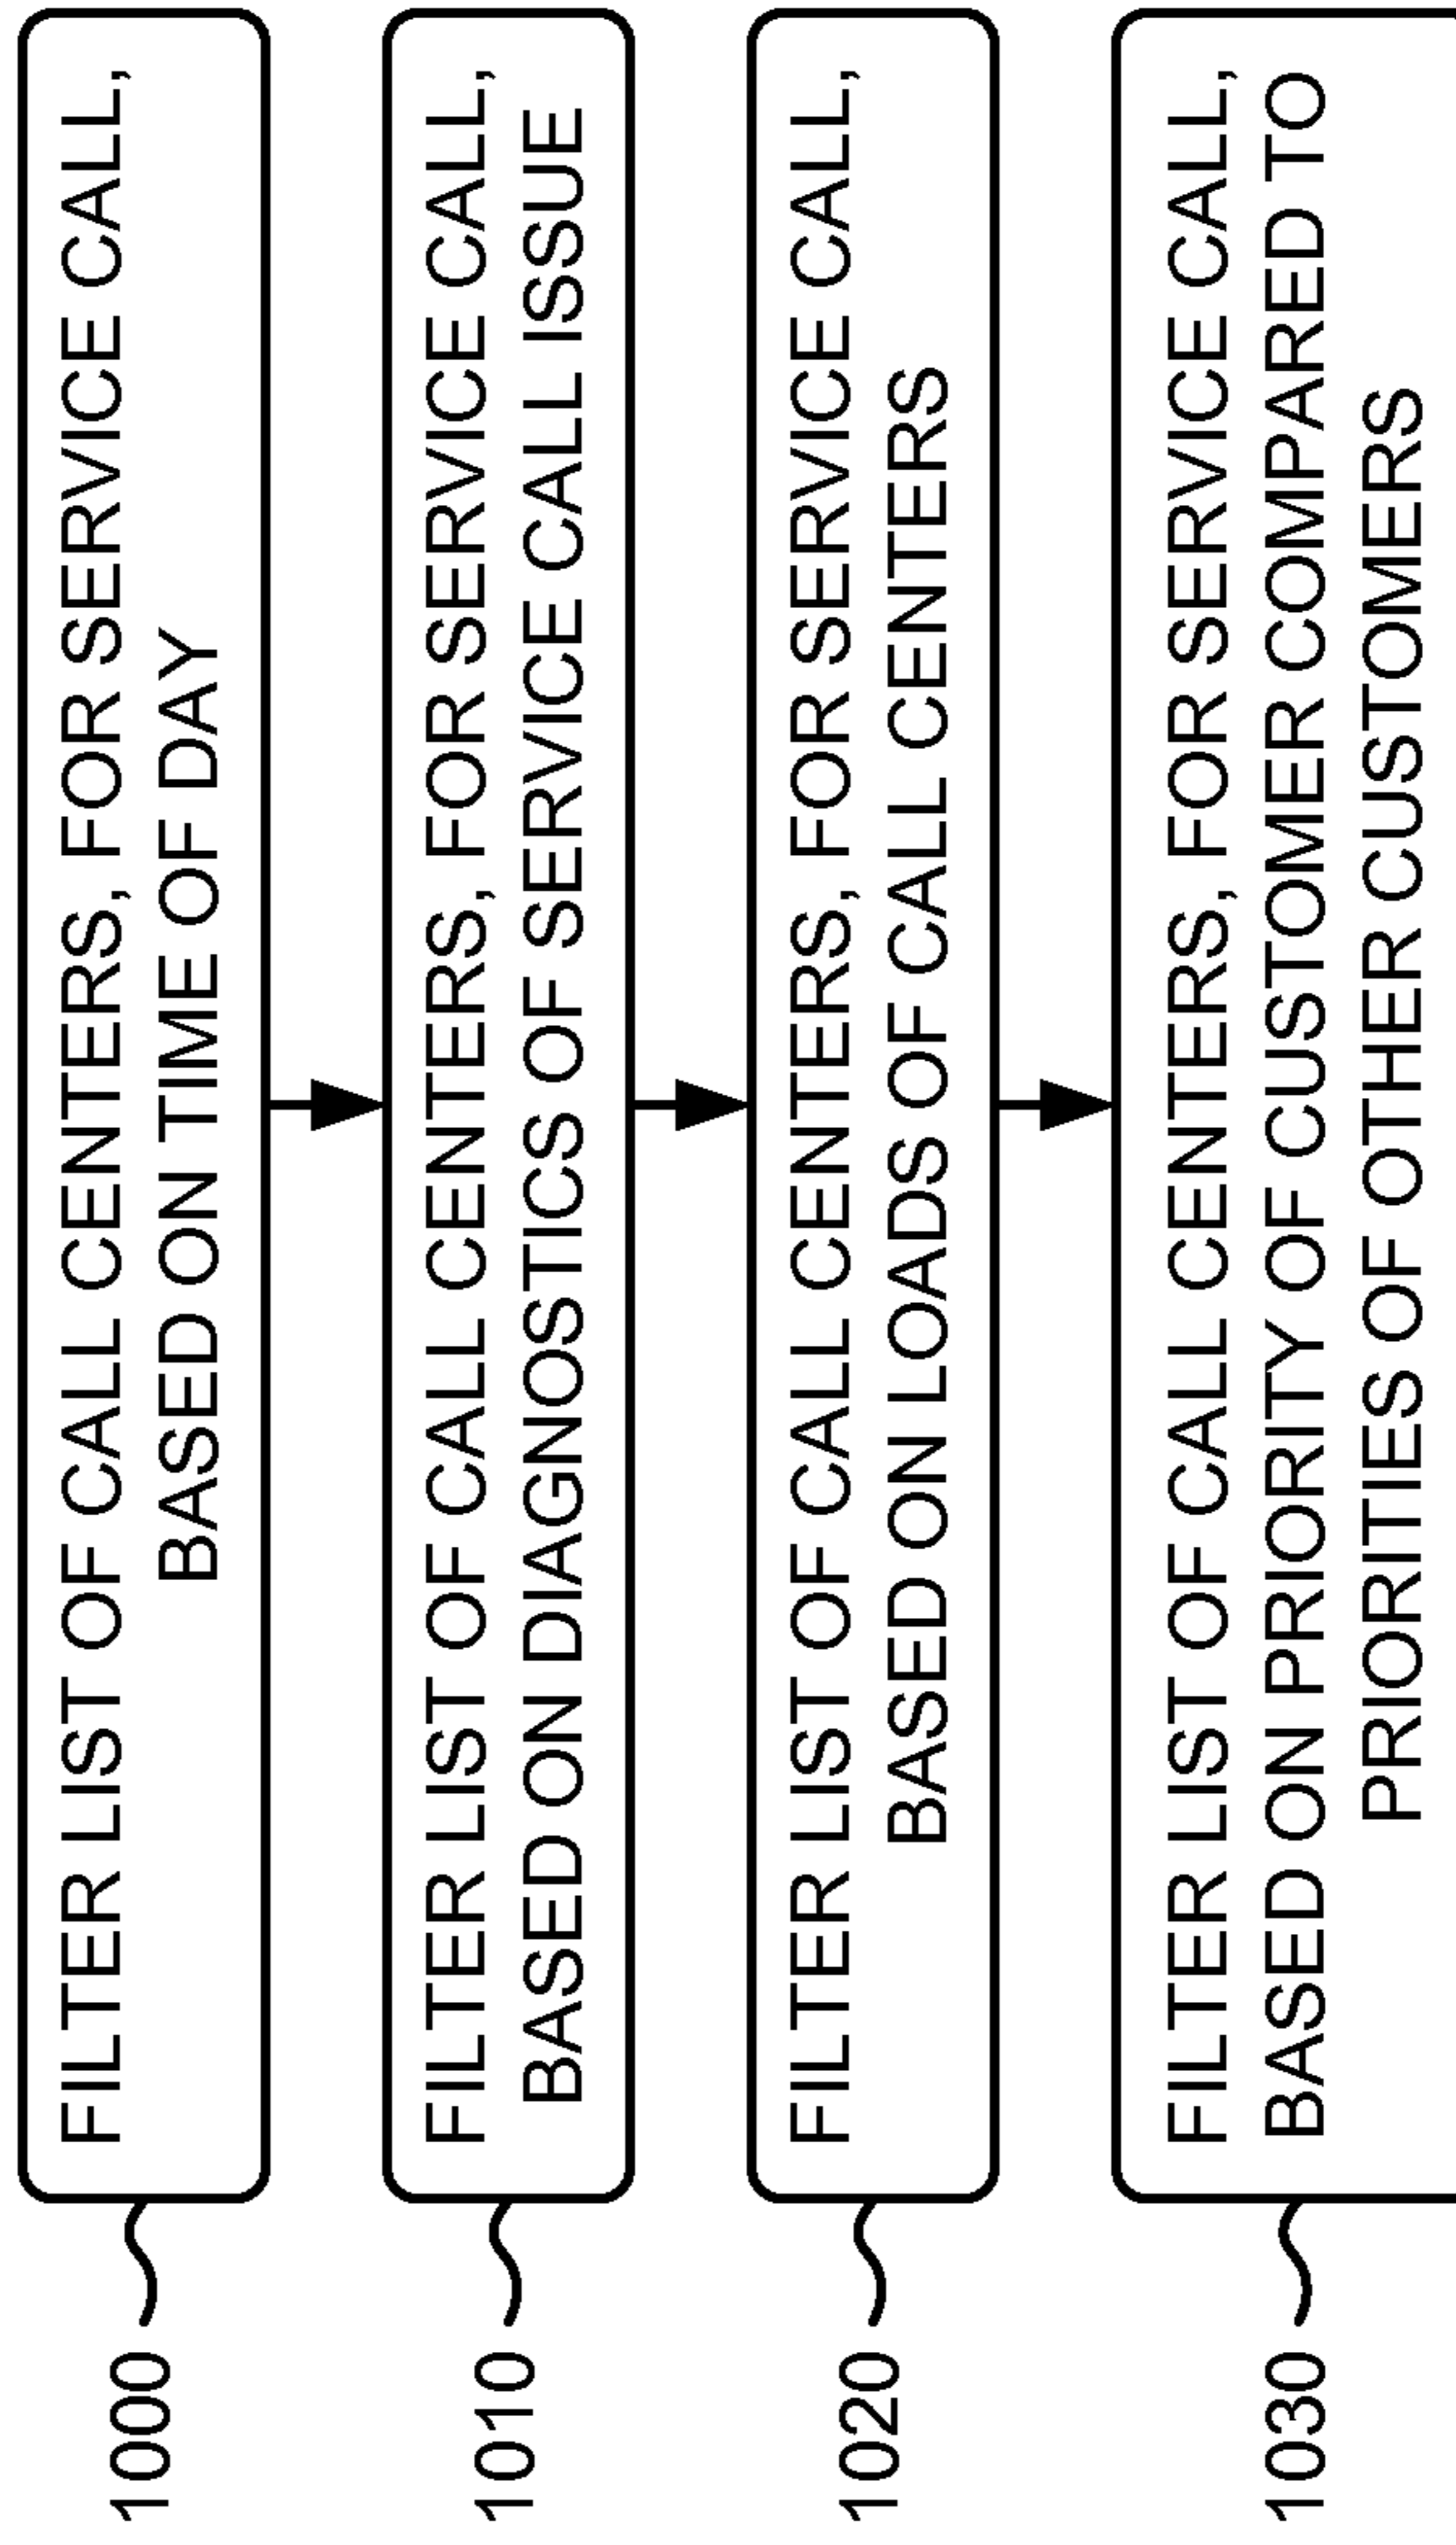 1000
FILTER LIST OF CALL CENTERS, FOR SERVICE CALL,
BASED ON TIME OF DAY
1010
FILTER LIST OF CALL CENTERS, FOR SERVICE CALL,
BASED ON DIAGNOSTICS OF SERVICE CALL ISSUE
1020
FILTER LIST OF CALL CENTERS, FOR SERVICE CALL,
BASED ON LOADS OF CALL CENTERS
1030
FILTER LIST OF CALL CENTERS, FOR SERVICE CALL,
BASED ON PRIORITY OF CUSTOMER COMPARED TO
PRIORITIES OF OTHER CUSTOMERS